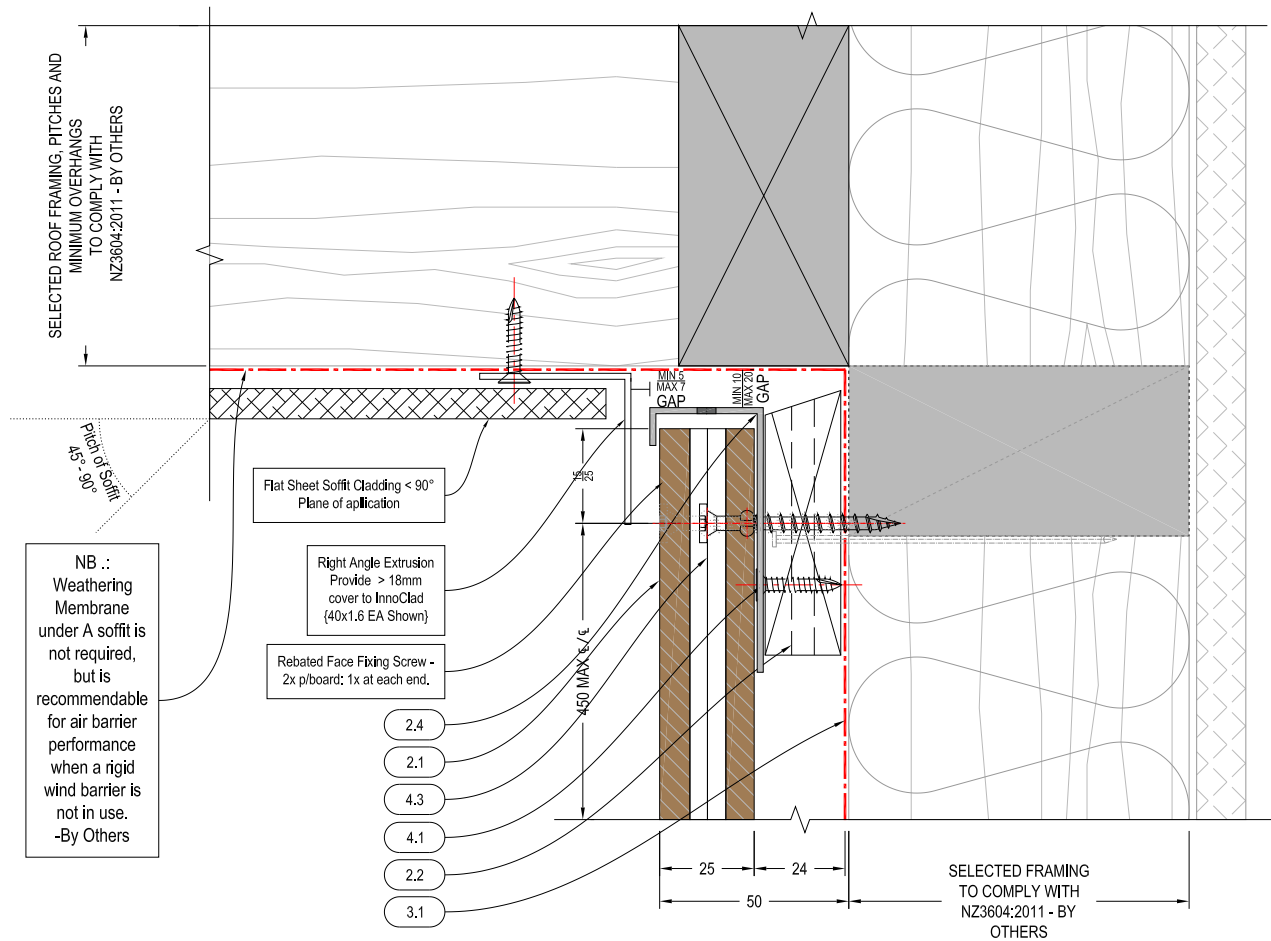 SELECTED ROOF FRAMING, PITCHES AND
MINIMUM OVERHANGS
TO COMPLY WITH
NZ3604:2011 - BY OTHERS
MIN 5
MAX 7
GAP
MIN 10
MAX 20
GAP
Pitch of Soffit
45° - 90°
15
25
Flat Sheet Soffit Cladding < 90°
Plane of apllication
Right Angle Extrusion
Provide > 18mm
cover to InnoClad
{40x1.6 EA Shown}
Rebated Face Fixing Screw -
2x p/board: 1x at each end.
NB .:
Weathering
Membrane
under A soffit is
not required,
but is
recommendable
for air barrier
performance
when a rigid
wind barrier is
not in use.
-By Others
450 MAX ℄ / ℄
2.4
2.1
4.3
4.1
2.2
3.1
25
24
50
SELECTED FRAMING
TO COMPLY WITH
NZ3604:2011 - BY
OTHERS